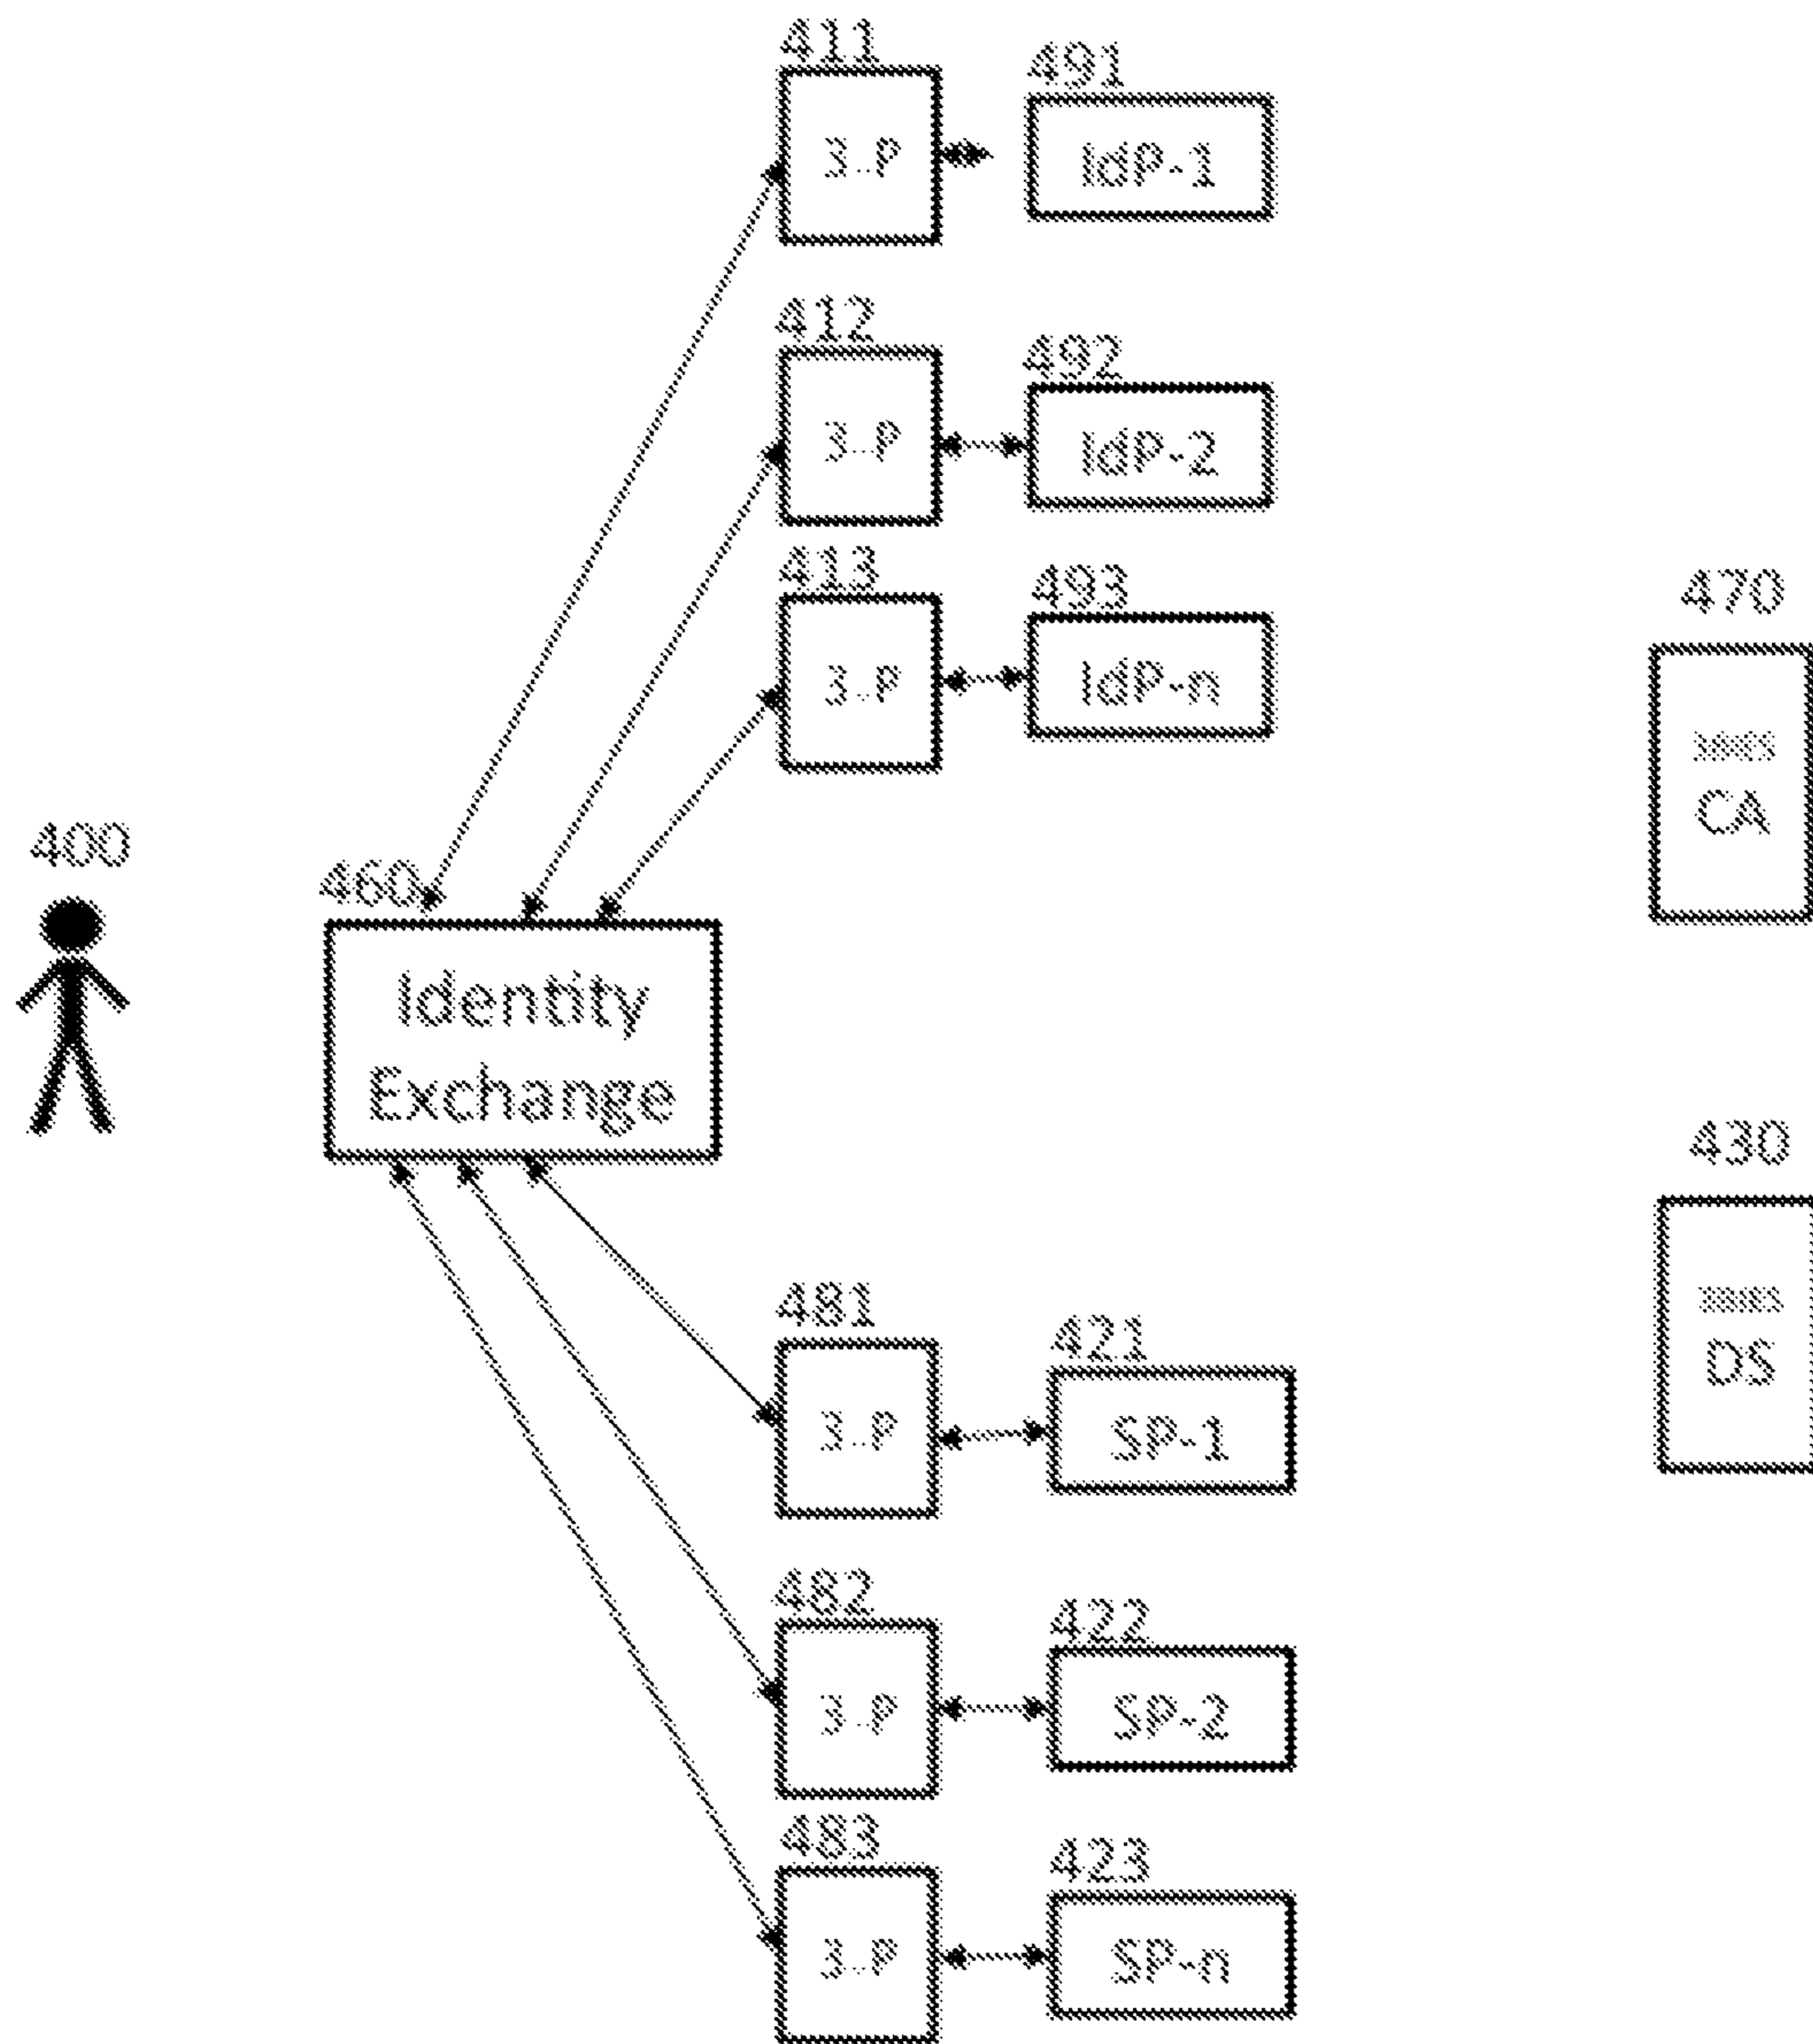 411
491
3-P
IdP-1
412
492
3-P
IdP-2
413
493
3-P
IdP-n
470
CA
400
460
Identity
Exchange
430
DS
481
421
3-P
SP-1
482
422
3-P
SP-2
483
423
3-P
SP-n